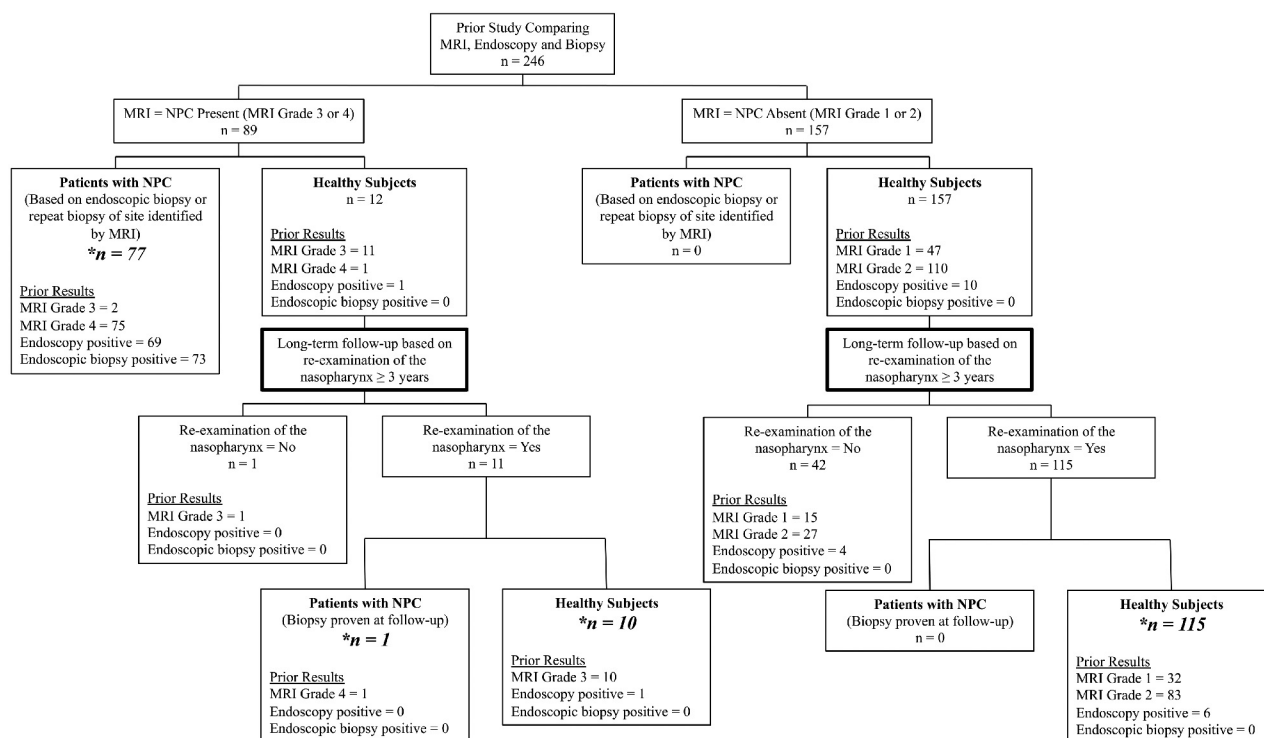 Prior Study Comparing
MRI, Endoscopy and Biopsy
n = 246
MRI = NPC Present (MRI Grade 3 or 4)
n = 89
MRI = NPC Absent (MRI Grade 1 or 2)
n = 157
Patients with NPC
(Based on endoscopic biopsy or
repeat biopsy of site identified
by MRI)
*n = 77
Prior Results
MRI Grade 3 = 2
MRI Grade 4 = 75
Endoscopy positive = 69
Endoscopic biopsy positive = 73
Healthy Subjects
n = 12
Prior Results
MRI Grade 3 = 11
MRI Grade 4 = 1
Endoscopy positive = 1
Endoscopic biopsy positive = 0
Patients with NPC
(Based on endoscopic biopsy or
repeat biopsy of site identified
by MRI)
n = 0
Healthy Subjects
n = 157
Prior Results
MRI Grade 1 = 47
MRI Grade 2 = 110
Endoscopy positive = 10
Endoscopic biopsy positive = 0
Long-term follow-up based on
re-examination of the
nasopharynx ≥ 3 years
Long-term follow-up based on
re-examination of the
nasopharynx ≥ 3 years
Re-examination of the
nasopharynx = No
n = 1
Prior Results
MRI Grade 3 = 1
Endoscopy positive = 0
Endoscopic biopsy positive = 0
Re-examination of the
nasopharynx = Yes
n = 11
Re-examination of the
nasopharynx = No
n = 42
Prior Results
MRI Grade 1 = 15
MRI Grade 2 = 27
Endoscopy positive = 4
Endoscopic biopsy positive = 0
Re-examination of the
nasopharynx = Yes
n = 115
Patients with NPC
(Biopsy proven at follow-up)
*n = 1
Prior Results
MRI Grade 4 = 1
Endoscopy positive = 0
Endoscopic biopsy positive = 0
Healthy Subjects
*n = 10
Prior Results
MRI Grade 3 = 10
Endoscopy positive = 1
Endoscopic biopsy positive = 0
Patients with NPC
(Biopsy proven at follow-up)
n = 0
Healthy Subjects
*n = 115
Prior Results
MRI Grade 1 = 32
MRI Grade 2 = 83
Endoscopy positive = 6
Endoscopic biopsy positive = 0